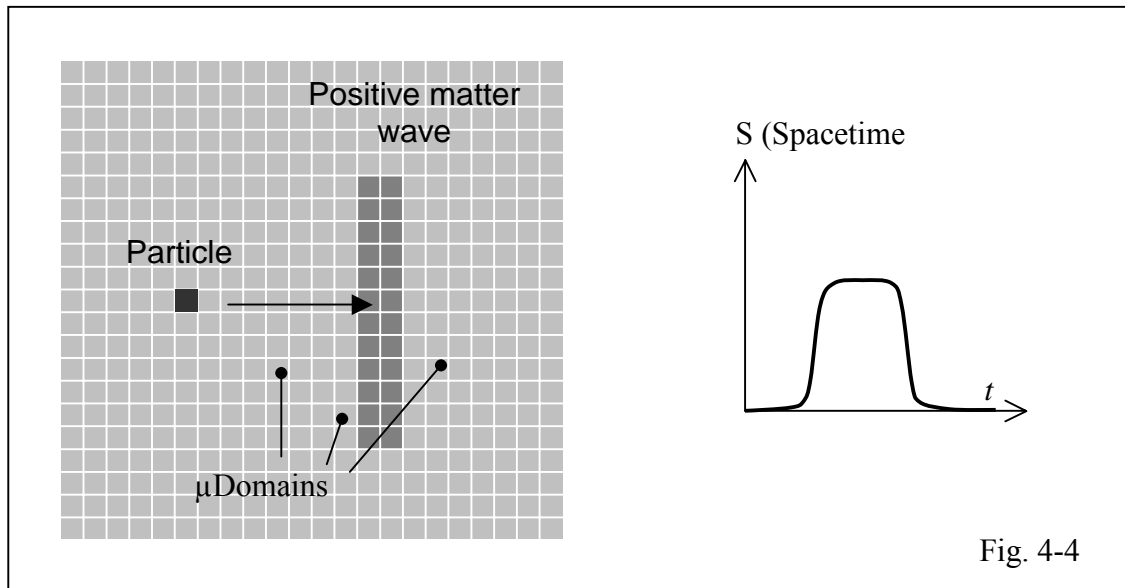 Positive matter
wave
Particle
µDomains
S (Spacetime
t
Fig. 4-4